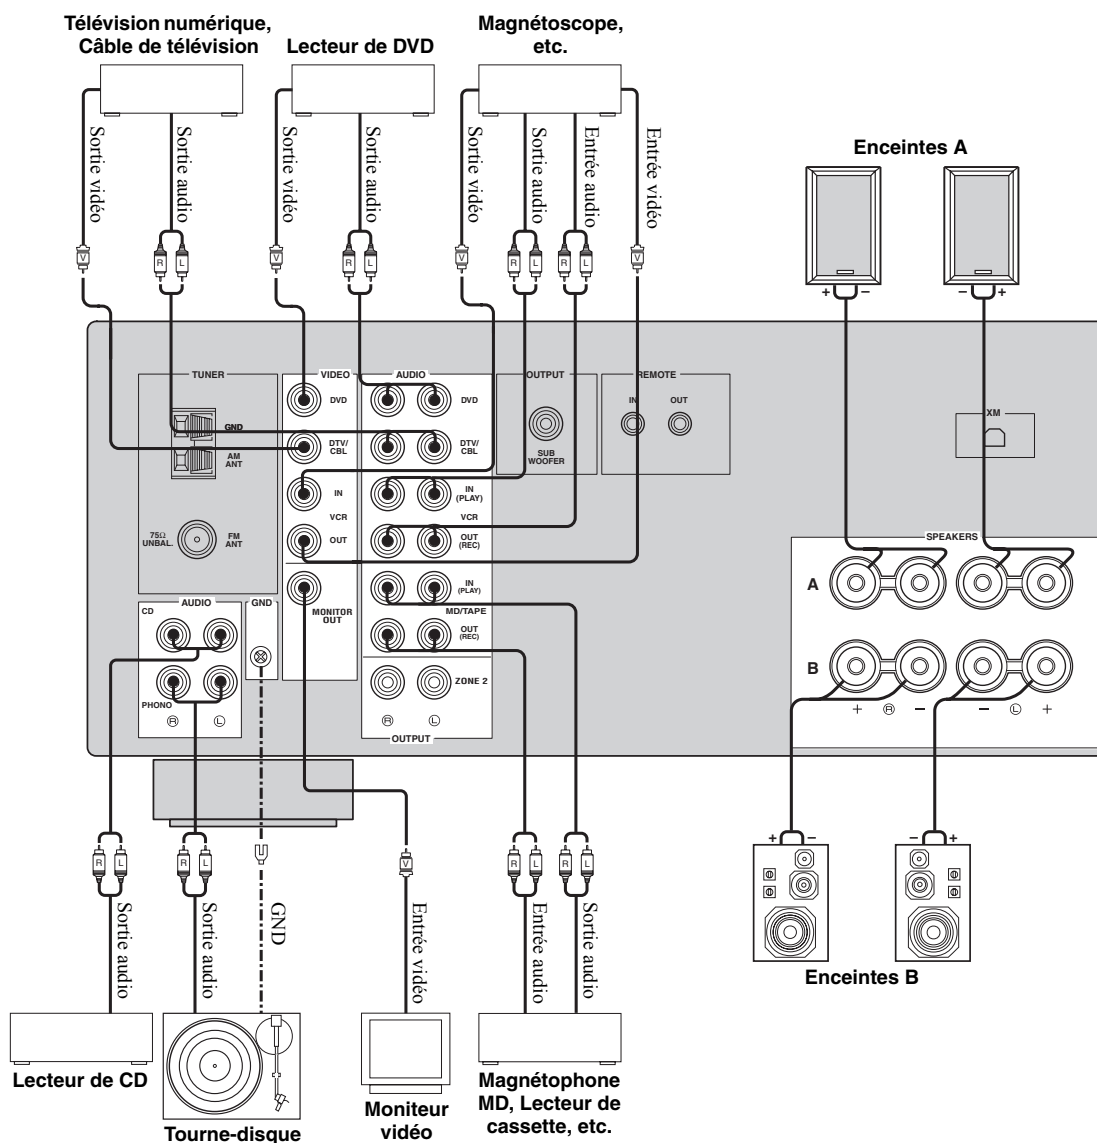 Télévision numérique,
Câble de télévision
Lecteur de DVD
Magnétoscope,
etc.
Sortie vidéo
Sortie audio
Sortie vidéo
Sortie audio
Sortie vidéo
Sortie audio
Entrée audio
Entrée vidéo
Enceintes A
V
R L
V
R L
V
R L
R L
V
+ −
− +
TUNER
VIDEO
AUDIO
OUTPUT
REMOTE
GND
AM
ANT
75Ω
UNBAL.
FM
ANT
DVD
DTV/
CBL
IN
VCR
OUT
MONITOR
OUT
DVD
DTV/
CBL
IN
(PLAY)
VCR
OUT
(REC)
IN
(PLAY)
MD/TAPE
OUT
(REC)
ZONE 2
R L
OUTPUT
SUB
WOOFER
IN OUT
XM
SPEAKERS
A
B
+ R −
− L +
AUDIO
CD
PHONO
R L
GND
R L
R L
V
R L
R L
+ −
− +
Sortie audio
Sortie audio
GND
Entrée vidéo
Entrée audio
Sortie audio
Enceintes B
Lecteur de CD
Tourne-disque
Moniteur
vidéo
Magnétophone
MD, Lecteur de
cassette, etc.